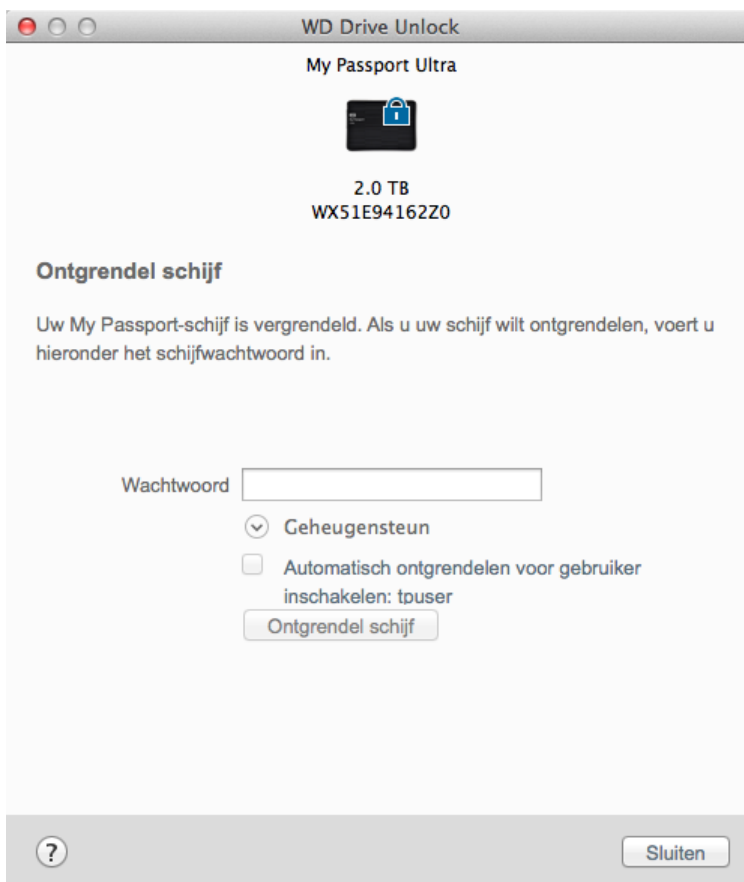 WD Drive Unlock
My Passport Ultra
2.0 TB
WX51E94162Z0
Ontgrendel schijf
Uw My Passport-schijf is vergrendeld. Als u uw schijf wilt ontgrendelen, voert u
hieronder het schijfwachtwoord in.
Wachtwoord
Geheugensteun
Automatisch ontgrendelen voor gebruiker
inschakelen: tpuser
Ontgrendel schijf
?
Sluiten